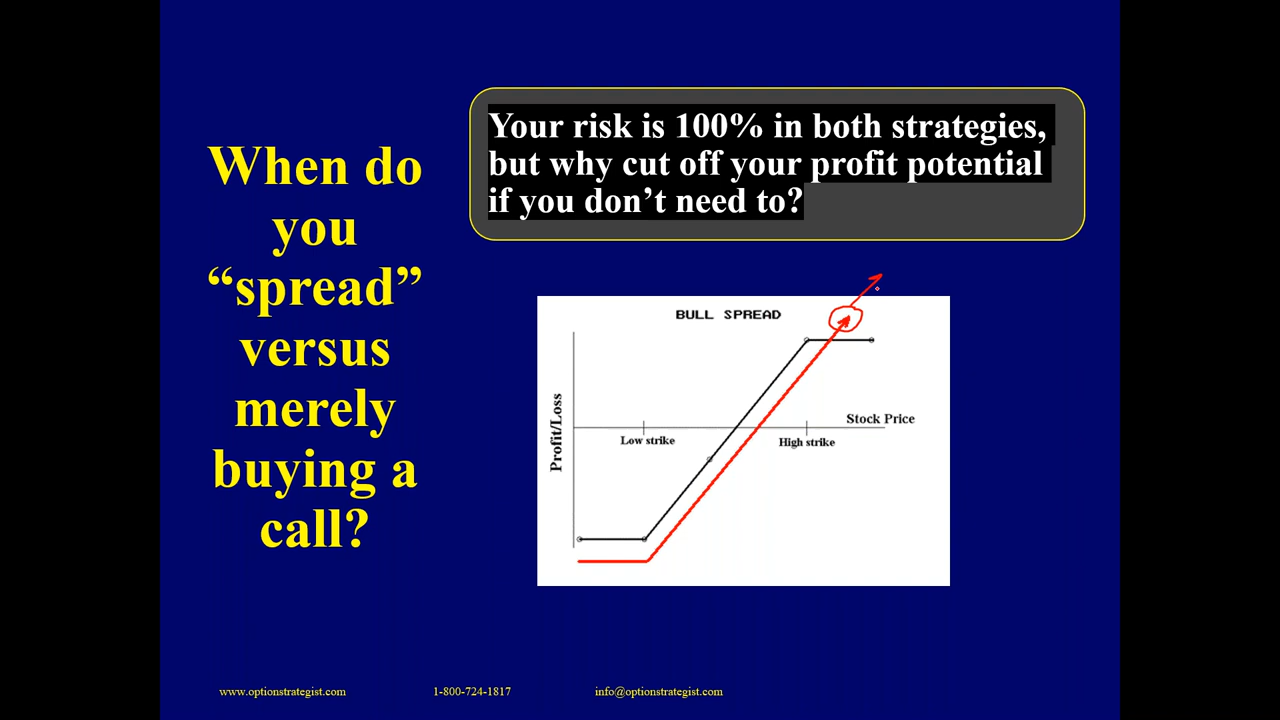 When do
you
“spread”
versus
merely
buying a
call?
Your risk is 100% in both strategies,
but why cut off your profit potential
if you don’t need to?
BULL SPREAD
Profit/Loss
Stock Price
Low strike
High strike
www.optionstrategist.com
1-800-724-1817
info@optionstrategist.com